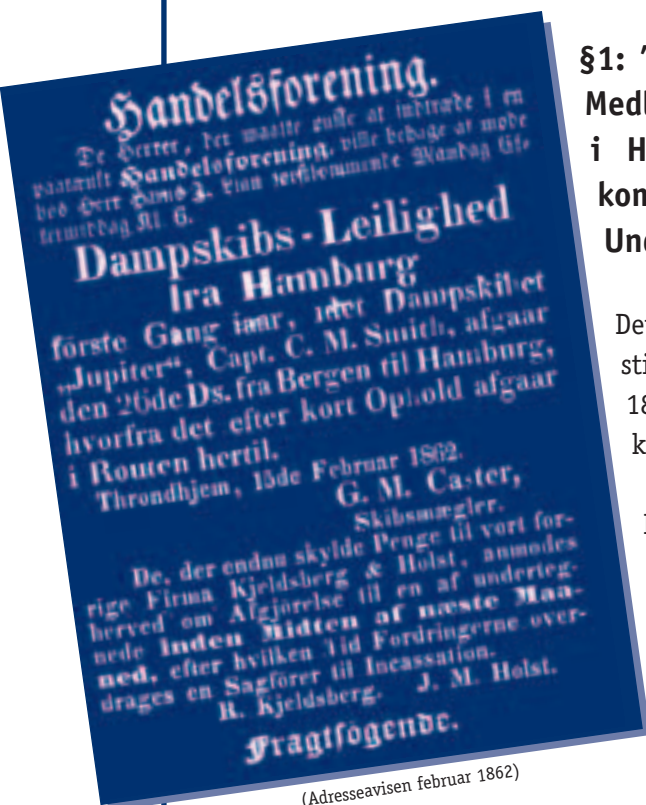 Handelsforening.
De Herrer, der maatte ønske at indtræde i en
paatænkt Handelsforening, ville behage at møde
hos Herr Hans J. Finn førstkommende Mandag Ef-
termiddag Kl. 6.
Dampskibs-Leilighed
fra Hamburg
förste Gang iaar, idet Dampskibet
„Jupiter“, Capt. C. M. Smith, afgaar
den 26de Ds. fra Bergen til Hamburg,
hvorfra det efter kort Ophold afgaar
i Routen hertil.
Throndhjem, 15de Februar 1862.
G. M. Caster,
Skibsmægler.
De, der endnu skylde Penge til vort for-
rige Firma Kjeldsberg & Holst, anmodes
herved om Afgjørelse til en af underteg-
nede inden Midten af næste Maa-
ned, efter hvilken Tid Fordringerne over-
drages en Sagfører til Incassation.
R. Kjeldsberg. J. M. Holst.
Fragtsøgende.
(Adresseavisen februar 1862)
§1: "
Medl
i H
kon
Und
Det
sti
18
k